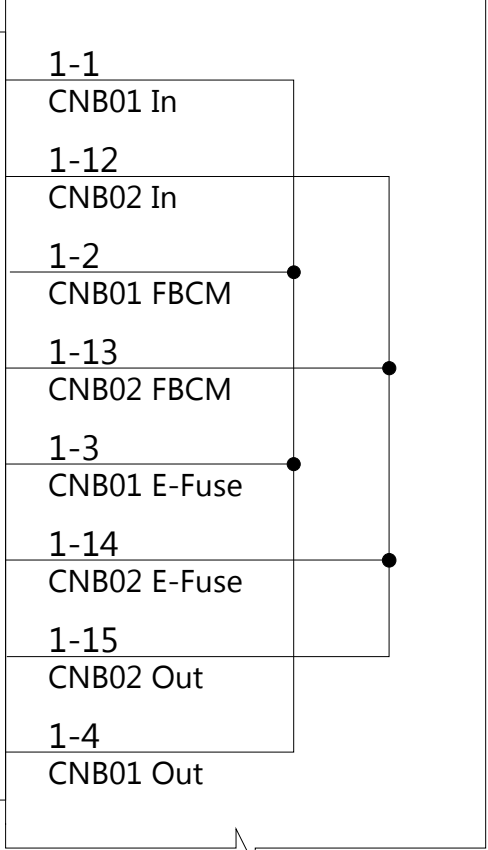 1-1
CNB01 In
1-12
CNB02 In
1-2
CNB01 FBCM
1-13
CNB02 FBCM
1-3
CNB01 E-Fuse
1-14
CNB02 E-Fuse
1-15
CNB02 Out
1-4
CNB01 Out